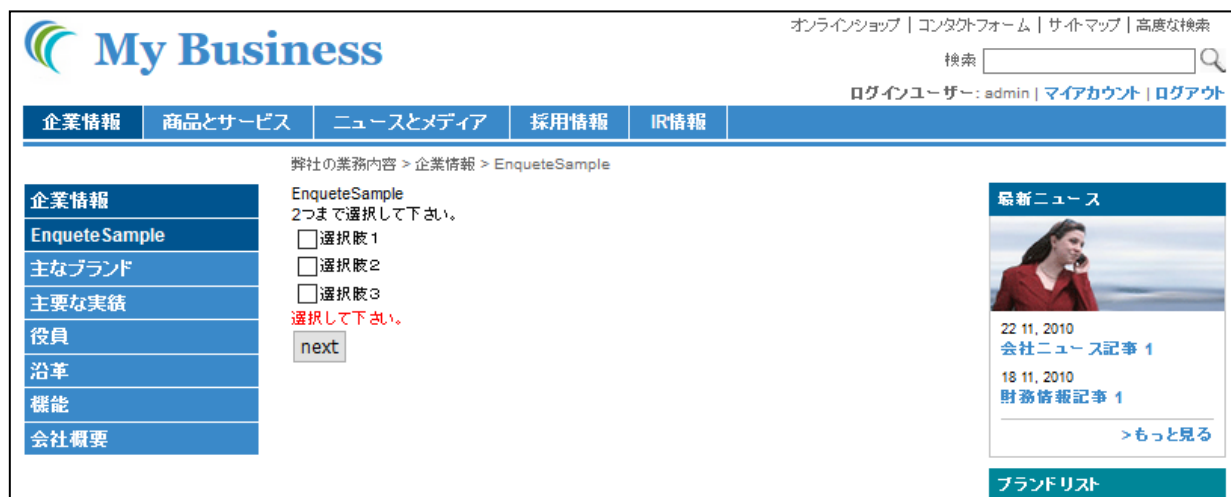 My Business
オンラインショップ | コンタクトフォーム | サイトマップ | 高度な検索
検索
ログインユーザー: admin | マイアカウント | ログアウト
企業情報 商品とサービス ニュースとメディア 採用情報 IR情報
弊社の業務内容 > 企業情報 > EnqueteSample
企業情報
EnqueteSample
主なブランド
主要な実績
役員
沿革
機能
会社概要
EnqueteSample
2つまで選択して下さい。
選択肢1
選択肢2
選択肢3
選択して下さい。
next
最新ニュース
22 11, 2010
会社ニュース記事 1
18 11, 2010
財務情報記事 1
>もっと見る
ブランドリスト